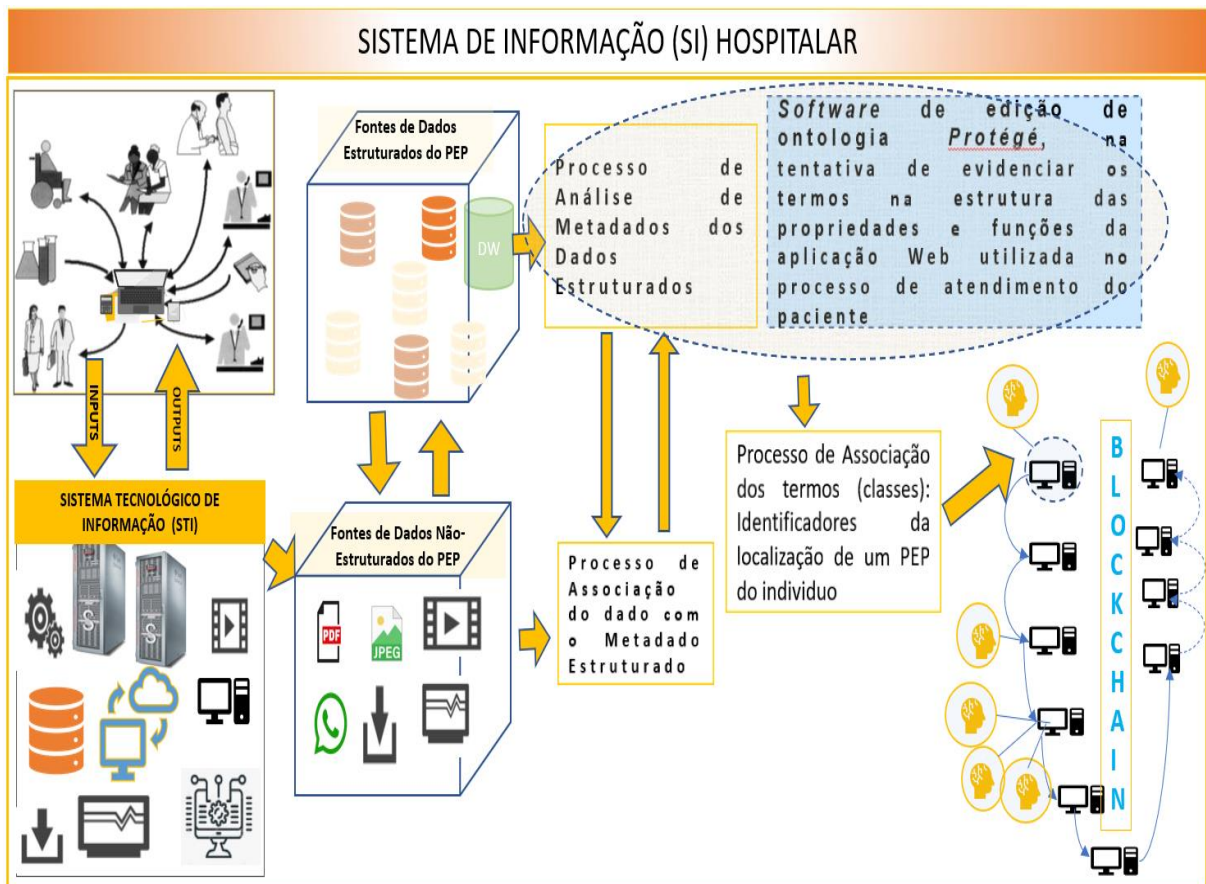 SISTEMA DE INFORMAÇÃO (SI) HOSPITALAR
INPUTS
OUTPUTS
SISTEMA TECNOLÓGICO DE
INFORMAÇÃO (STI)
S
S
Fontes de Dados
Estruturados do PEP
DW
Fontes de Dados Não-
Estruturados do PEP
PDF
JPEG
Processo de
Análise de
Metadados dos
Dados
Estruturados
Software de edição de
ontologia Protégé, na
tentativa de evidenciar os
termos na estrutura das
propriedades e funções da
aplicação Web utilizada no
processo de atendimento do
paciente
Processo de
Associação
do dado com
o Metadado
Estruturado
Processo de Associação
dos termos (classes):
Identificadores da
localização de um PEP
do individuo
BLOCKCHAIN